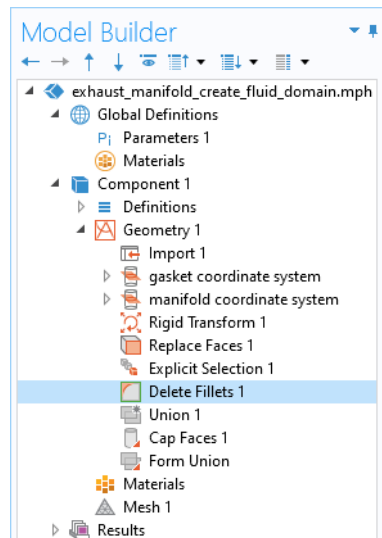 Model Builder
exhaust_manifold_create_fluid_domain.mph
Global Definitions
Pi Parameters 1
Materials
Component 1
Definitions
Geometry 1
Import 1
gasket coordinate system
manifold coordinate system
Rigid Transform 1
Replace Faces 1
Explicit Selection 1
Delete Fillets 1
Union 1
Cap Faces 1
Form Union
Materials
Mesh 1
Results